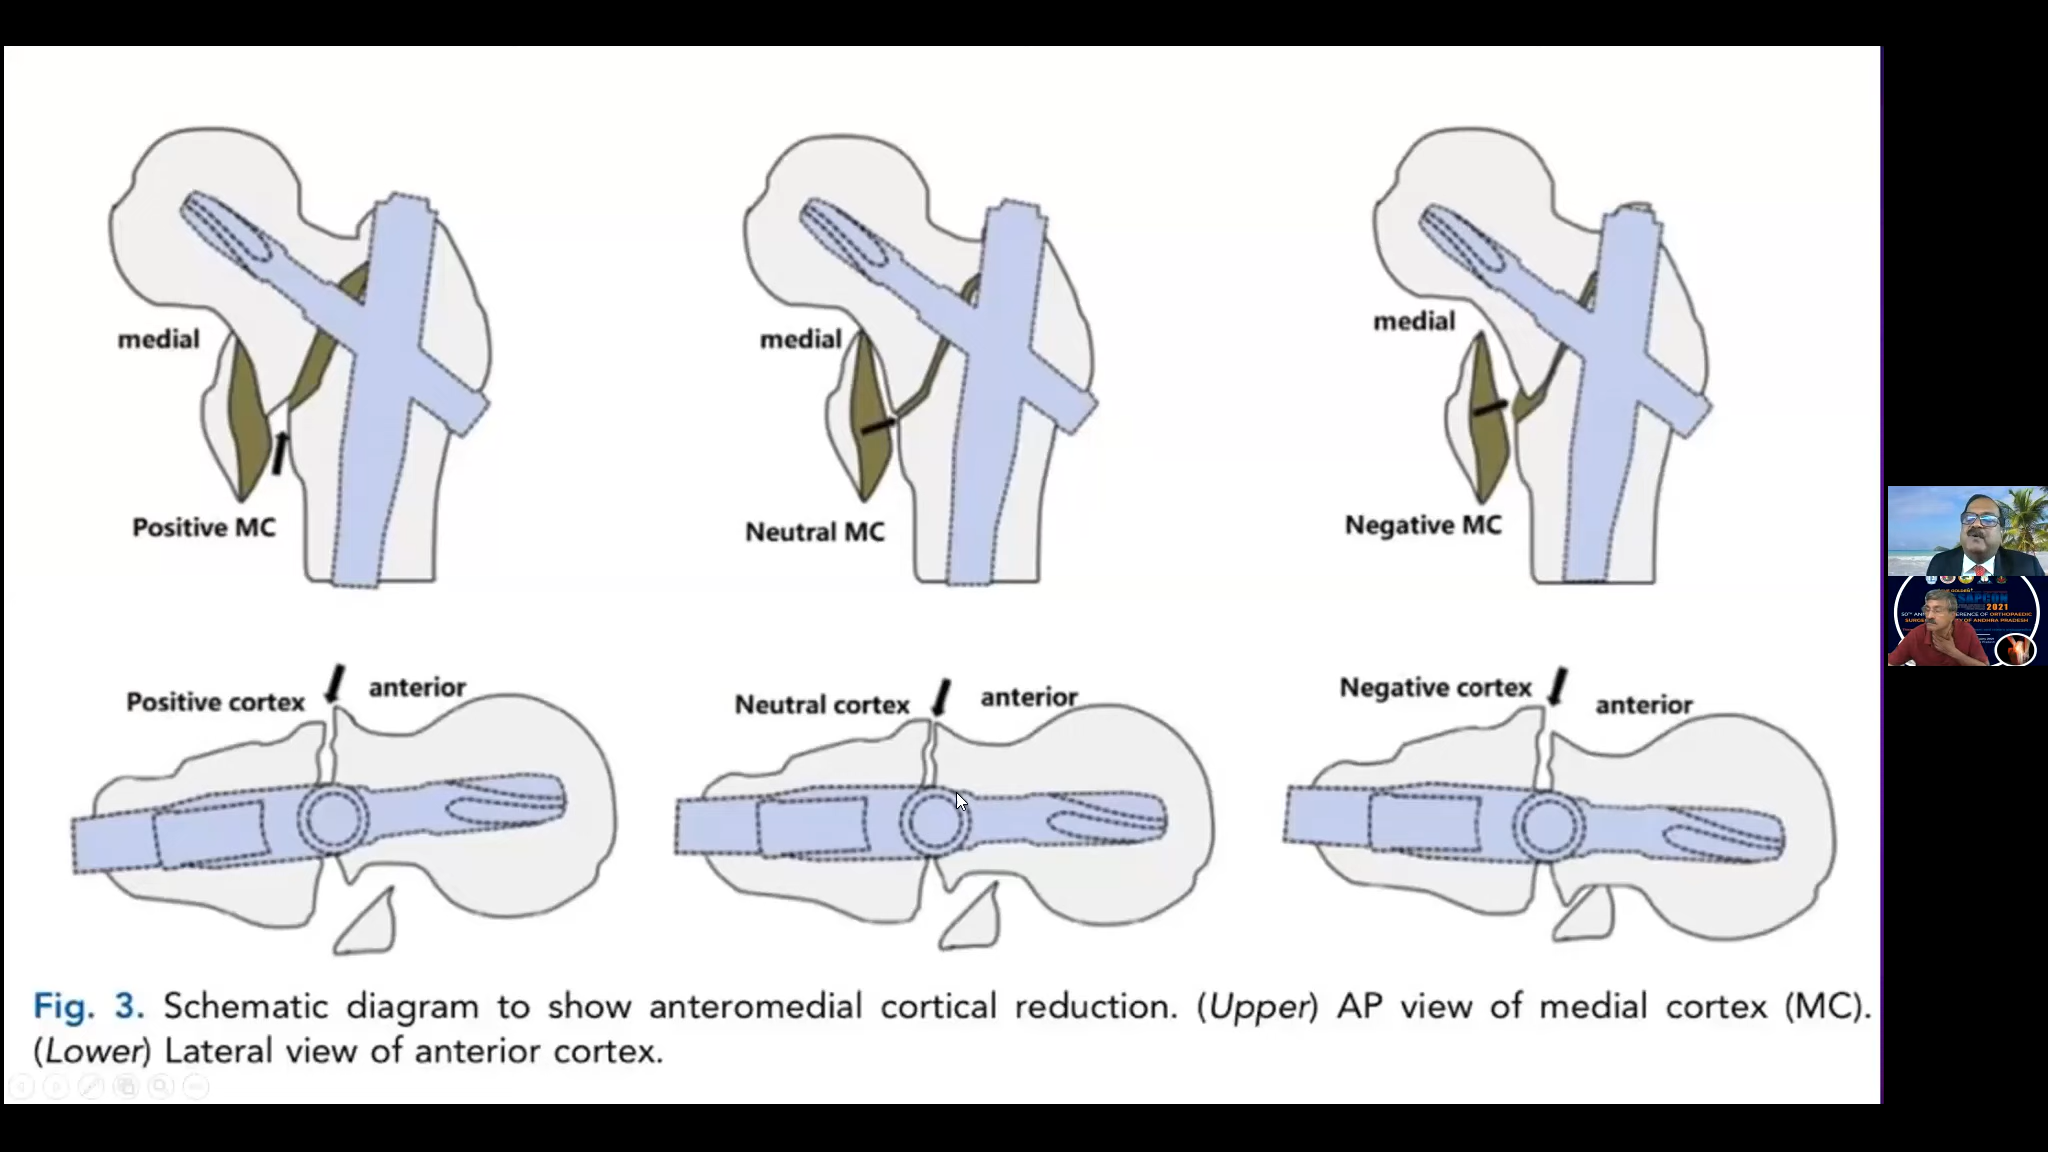 medial
medial
medial
Positive MC
Neutral MC
Negative MC
Positive cortex
anterior
Neutral cortex
anterior
Negative cortex
anterior
Fig. 3. Schematic diagram to show anteromedial cortical reduction. (Upper) AP view of medial cortex (MC).
(Lower) Lateral view of anterior cortex.
2021